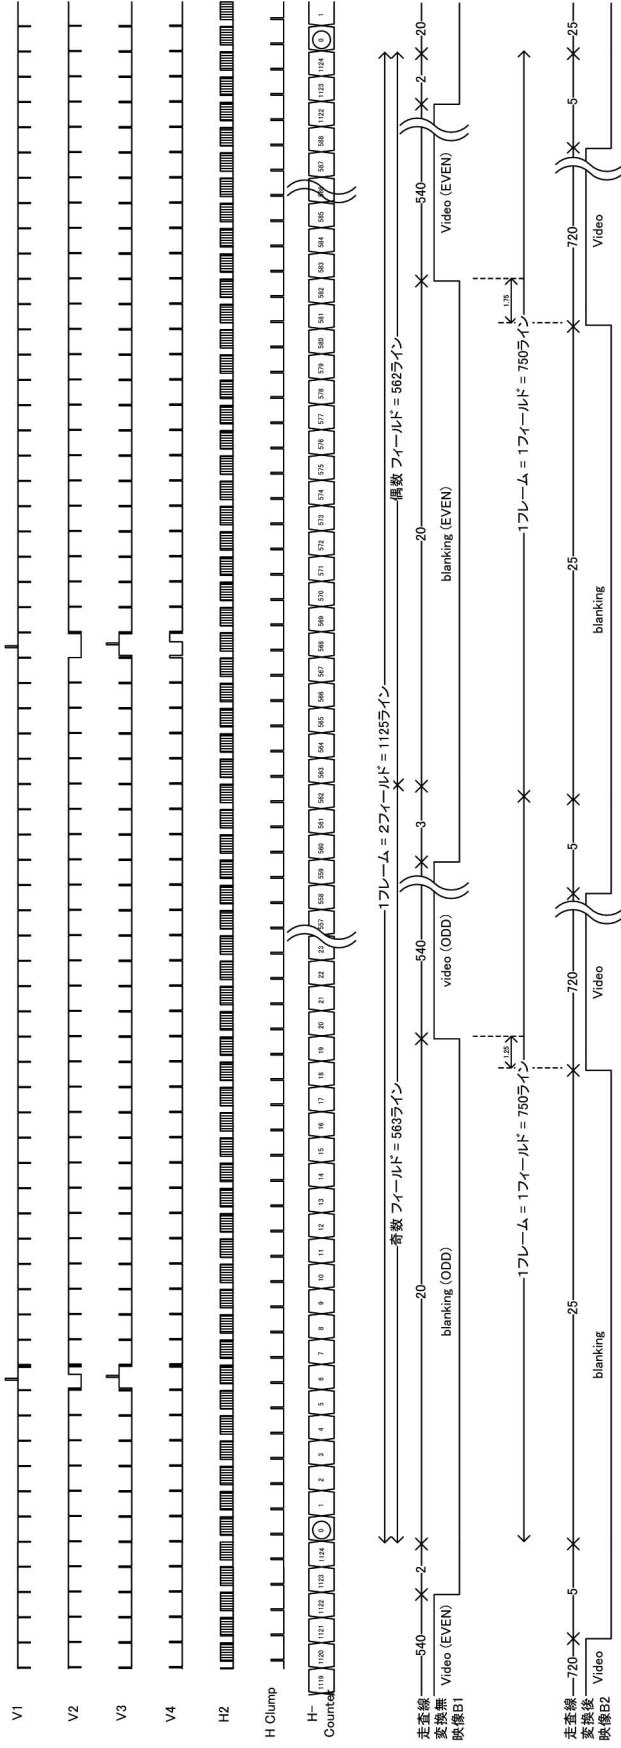 V1
V2
V3
V4
H2
H Clump
H-
Counter
1119 1120 1121 1122 1123 1124 0 1 2 3 4 5 6 7 8 9 10 11 12 13 14 15 16 17 18 19 20 21 22 23 557 558 559 560 561 562 563 564 565 566 567 568 569 570 571 572 573 574 575 576 577 578 579 580 581 582 583 584 585 587 588 1122 1123 1124 0 1
1フレーム = 2フィールド = 1125ライン
奇数 フィールド = 563ライン 偶数 フィールド = 562ライン
走査線
変換無
映像B1
540 2 20 540 3 20 540 2 20
Video (EVEN) blanking (ODD) video (ODD) blanking (EVEN) Video (EVEN)
1.25 1.75
1フレーム = 1フィールド = 750ライン 1フレーム = 1フィールド = 750ライン
走査線
変換後
映像B2
720 5 25 720 5 25 720 5 25
Video blanking Video blanking Video